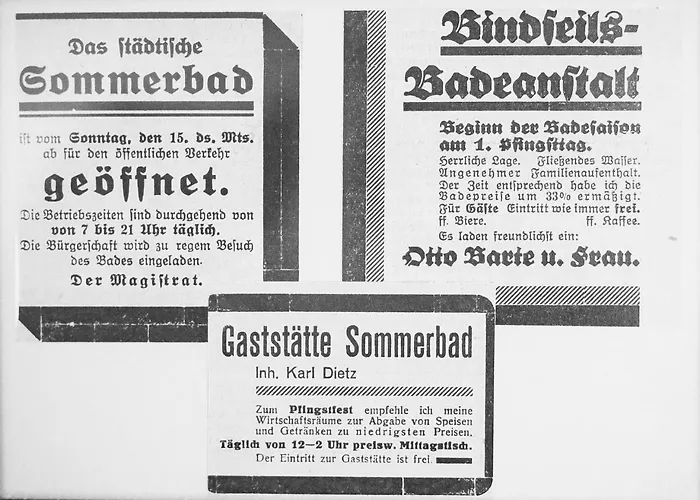 Das städtische
Sommerbad
ist vom Sonntag, den 15. ds. Mts.
ab für den öffentlichen Verkehr
geöffnet.
Die Betriebszeiten sind durchgehend von
von 7 bis 21 Uhr täglich.
Die Bürgerschaft wird zu regem Besuch
des Bades eingeladen.
Der Magistrat.
Bindseils-
Badeanstalt
Beginn der Badesaison
am 1. Pfingsttag.
Herrliche Lage. Fließendes Wasser.
Angenehmer Familienaufenthalt.
Der Zeit entsprechend habe ich die
Badepreise um 33% ermäßigt.
Für Gäste Eintritt wie immer frei.
ff. Biere. ff. Kaffee.
Es laden freundlichst ein:
Otto Barte u. Frau.
Gaststätte Sommerbad
Inh. Karl Dietz
Zum Pfingstfest empfehle ich meine
Wirtschaftsräume zur Abgabe von Speisen
und Getränken zu niedrigsten Preisen.
Täglich von 12–2 Uhr preisw. Mittagstisch.
Der Eintritt zur Gaststätte ist frei.